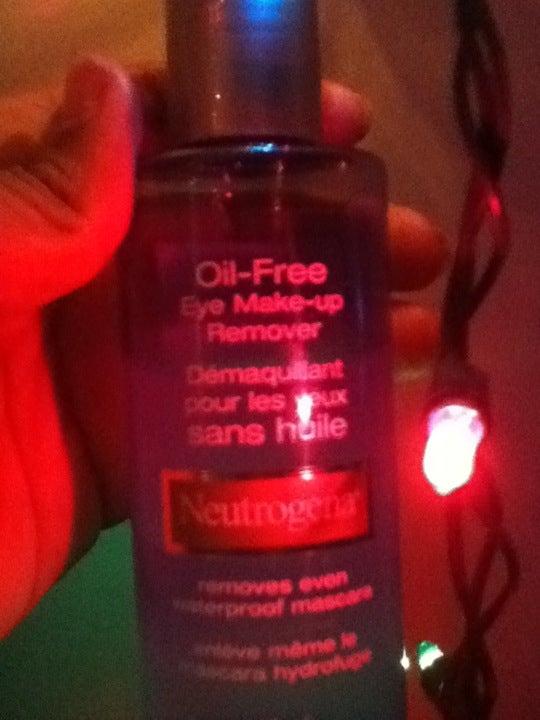 Oil-Free
Eye Make-up
Remover
Démaquillant
pour les yeux
sans huile
Neutrogena®
removes even
waterproof mascara
enlève même le
mascara hydrofuge